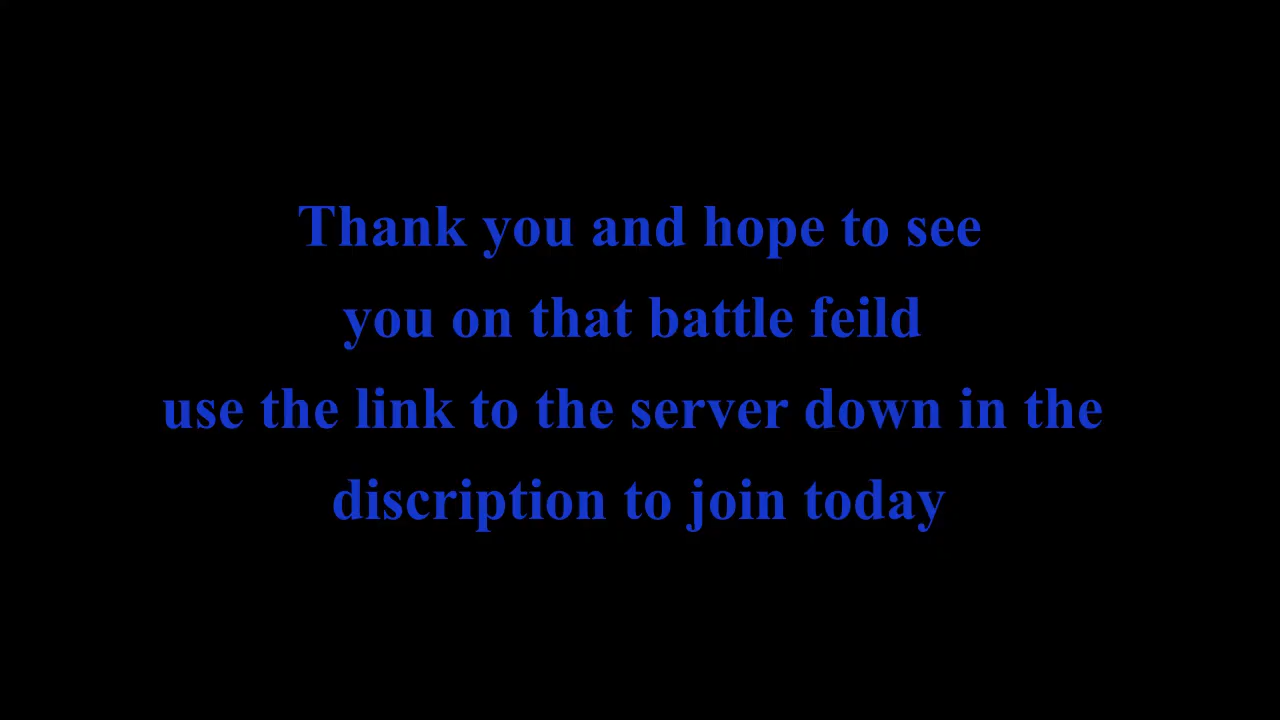 Thank you and hope to see
you on that battle feild
use the link to the server down in the
discription to join today